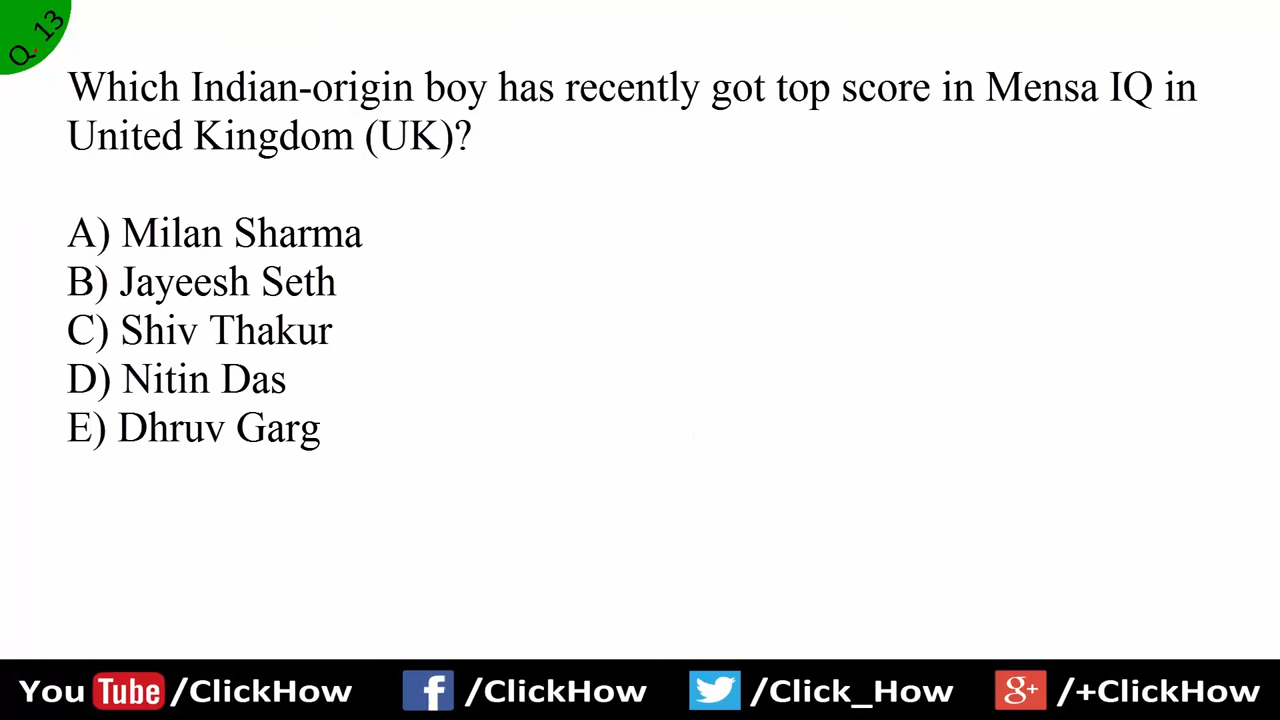 Q. 13
Which Indian-origin boy has recently got top score in Mensa IQ in
United Kingdom (UK)?
A) Milan Sharma
B) Jayeesh Seth
C) Shiv Thakur
D) Nitin Das
E) Dhruv Garg
You Tube /ClickHow f /ClickHow /Click_How g+ /+ClickHow